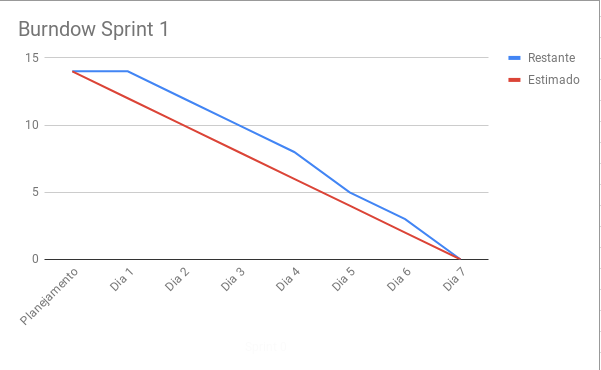 Burndow Sprint 1
Restante
Estimado
15
10
5
0
Planejamento
Dia 1
Dia 2
Dia 3
Dia 4
Dia 5
Dia 6
Dia 7